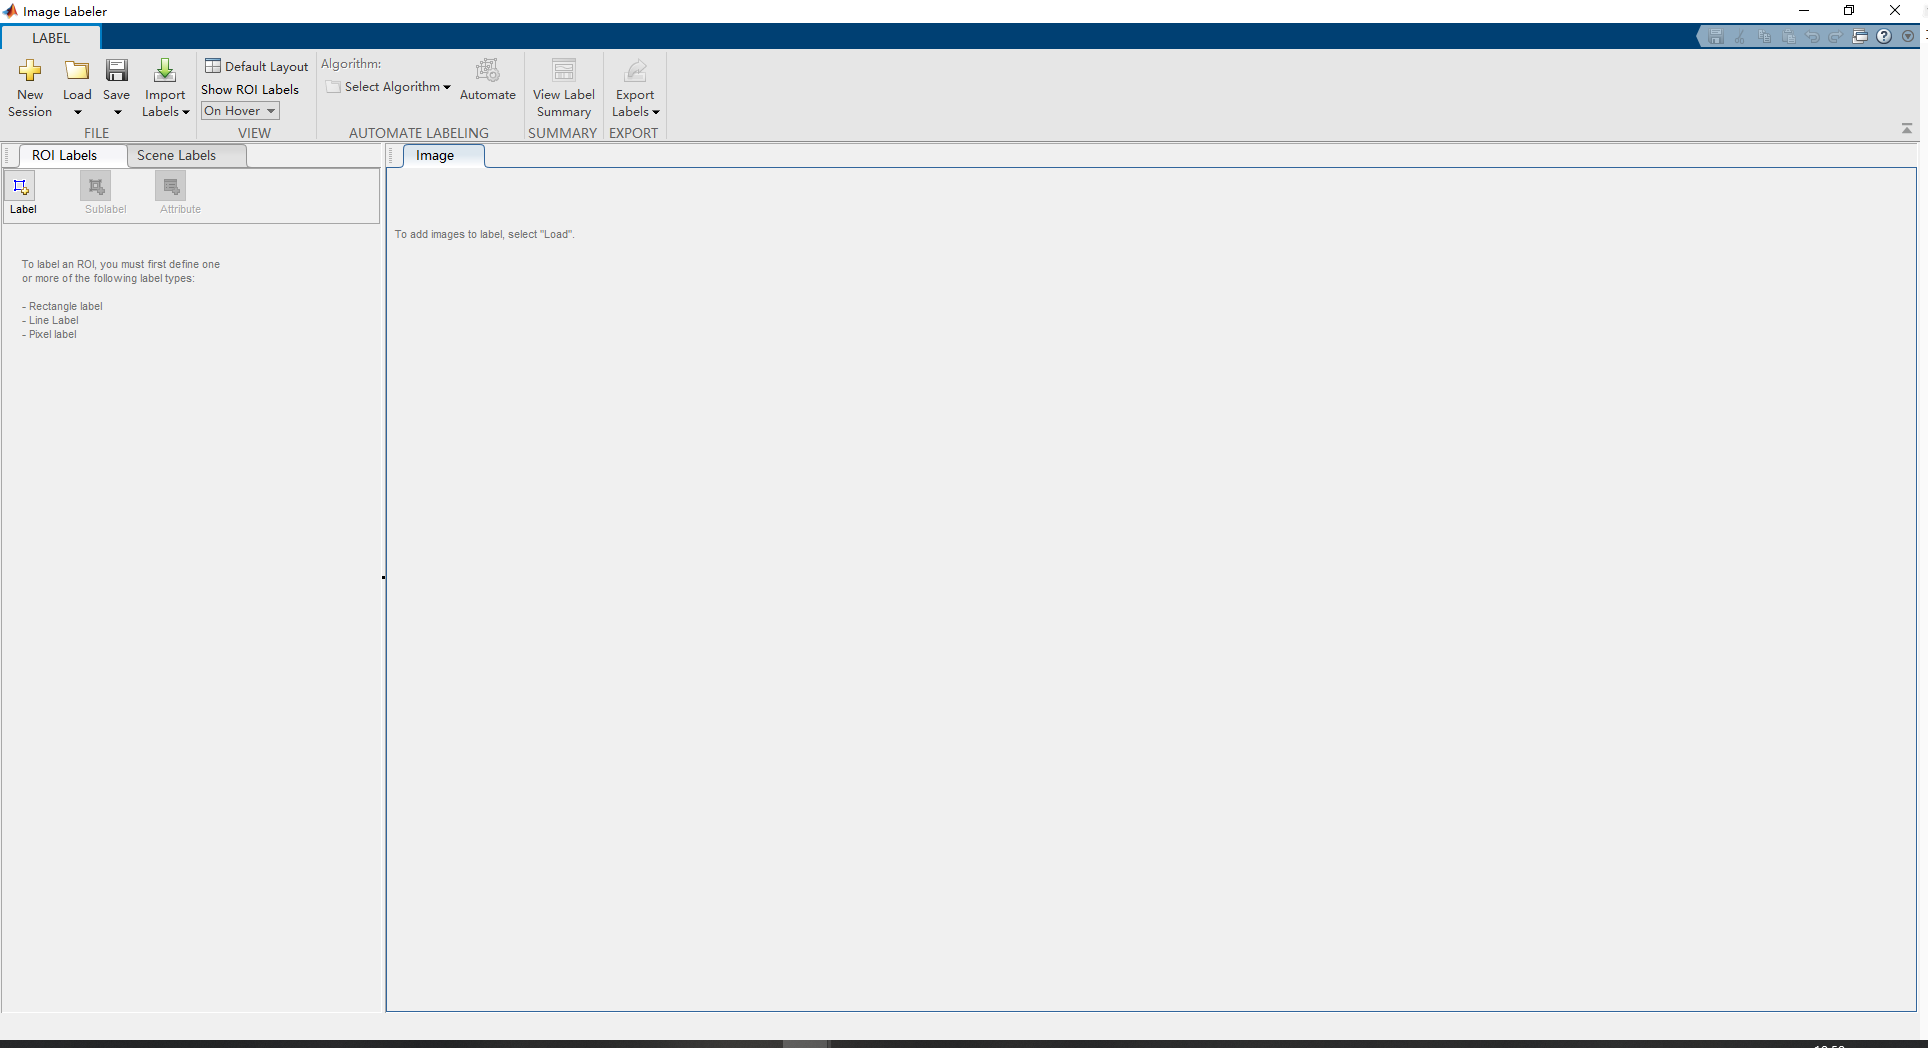 Image Labeler
LABEL
New Session
Load
Save
Import Labels
FILE
Default Layout
Show ROI Labels
On Hover
VIEW
Algorithm:
Select Algorithm
Automate
AUTOMATE LABELING
View Label Summary
SUMMARY
Export Labels
EXPORT
ROI Labels
Scene Labels
Label
Sublabel
Attribute
To label an ROI, you must first define one
or more of the following label types:
- Rectangle label
- Line Label
- Pixel label
Image
To add images to label, select "Load".